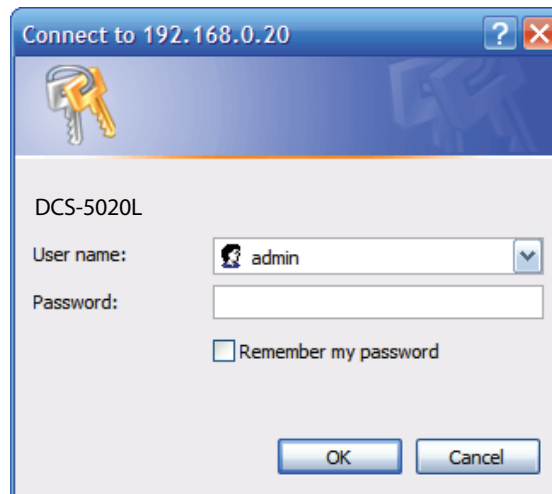 Connect to 192.168.0.20
DCS-5020L
User name:
admin
Password:
Remember my password
OK
Cancel